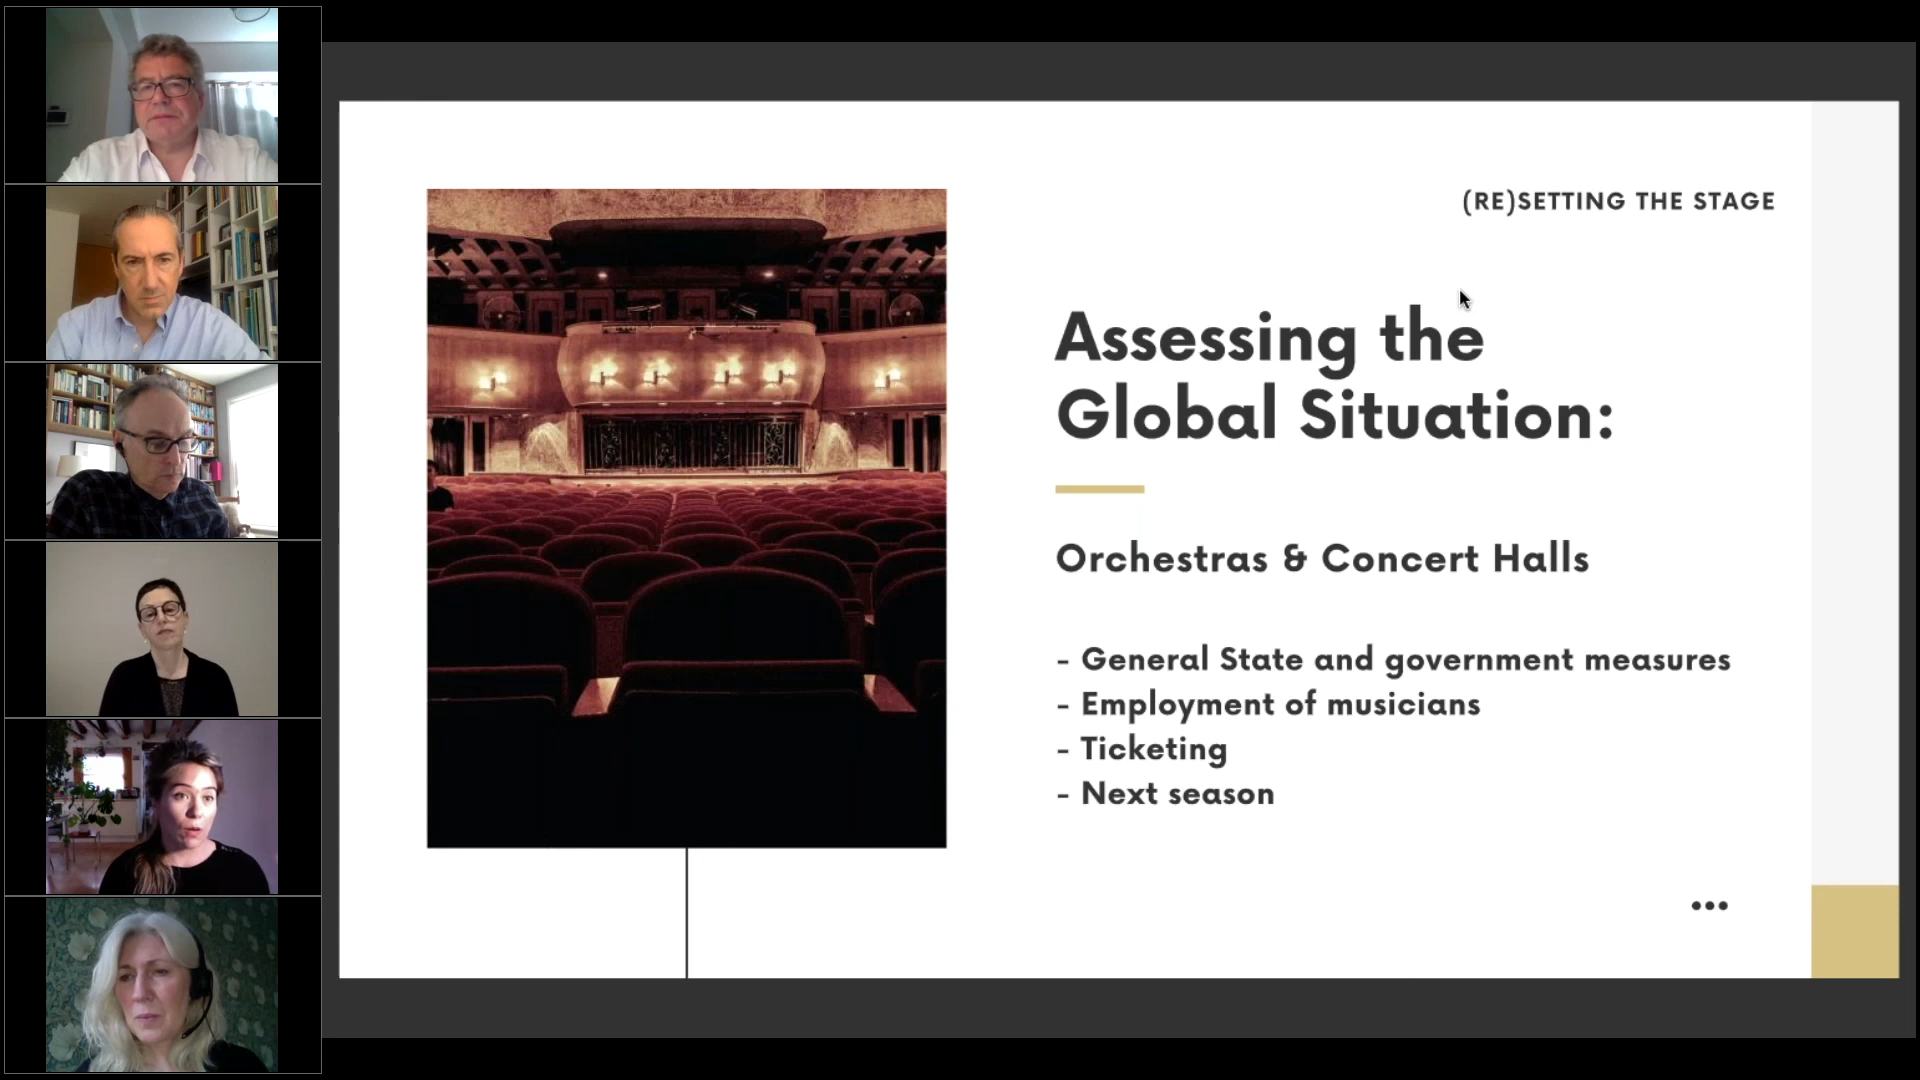 (RE)SETTING THE STAGE
Assessing the
Global Situation:
Orchestras & Concert Halls
- General State and government measures
- Employment of musicians
- Ticketing
- Next season